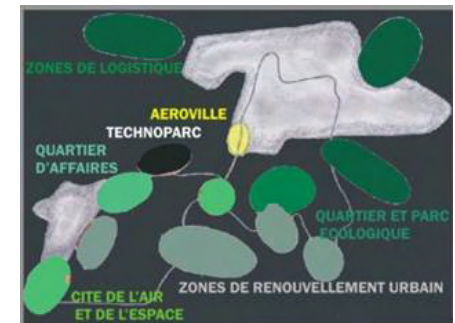 ZONES DE LOGISTIQUE
AEROVILLE
TECHNOPARC
QUARTIER
D'AFFAIRES
QUARTIER ET PARC
ECOLOGIQUE
ZONES DE RENOUVELLEMENT URBAIN
CITE DE L'AIR
ET DE L'ESPACE